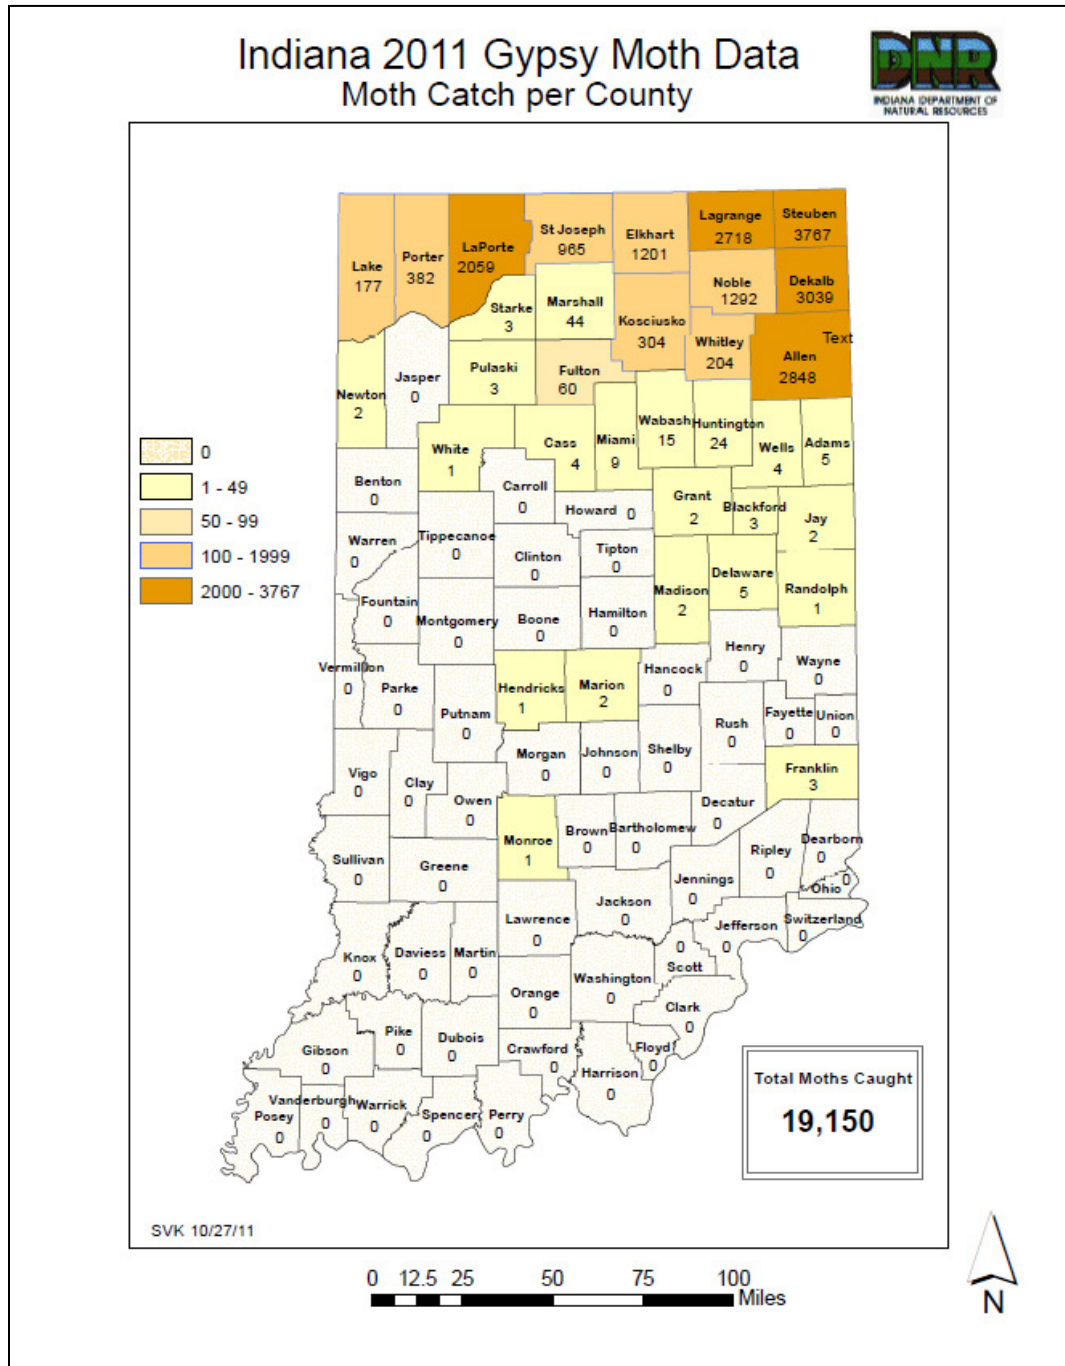 Indiana 2011 Gypsy Moth Data
Moth Catch per County
DNR
INDIANA DEPARTMENT OF
NATURAL RESOURCES
Lake
177
Porter
382
LaPorte
2059
St Joseph
965
Elkhart
1201
Lagrange
2718
Steuben
3767
Noble
1292
Dekalb
3039
Starke
3
Marshall
44
Kosciusko
304
Whitley
204
Text
Allen
2848
Newton
2
Jasper
0
Pulaski
3
Fulton
60
White
1
Cass
4
Miami
9
Wabash
15
Huntington
24
Wells
4
Adams
5
0
1 - 49
50 - 99
100 - 1999
2000 - 3767
Benton
0
Carroll
0
Howard 0
Grant
2
Blackford
3
Jay
2
Warren
0
Tippecanoe
0
Clinton
0
Tipton
0
Madison
2
Delaware
5
Randolph
1
Fountain
0
Montgomery
0
Boone
0
Hamilton
0
Henry
0
Wayne
0
Vermillion
0
Parke
0
Putnam
0
Hendricks
1
Marion
2
Hancock
0
Rush
0
Fayette
0
Union
0
Vigo
0
Clay
0
Owen
0
Morgan
0
Johnson
0
Shelby
0
Decatur
0
Franklin
3
Sullivan
0
Greene
0
Monroe
1
Brown
0
Bartholomew
0
Jennings
0
Ripley
0
Dearborn
0
0
Ohio
Knox
0
Daviess
0
Martin
0
Lawrence
0
Jackson
0
Jefferson
0
Switzerland
0
0
Scott
Orange
0
Washington
0
Clark
0
Gibson
0
Pike
0
Dubois
0
Crawford
0
Floyd
0
Harrison
0
Posey
0
Vanderburgh
0
Warrick
0
Spencer
0
Perry
0
Total Moths Caught
19,150
SVK 10/27/11
0 12.5 25 50 75 100
Miles
N